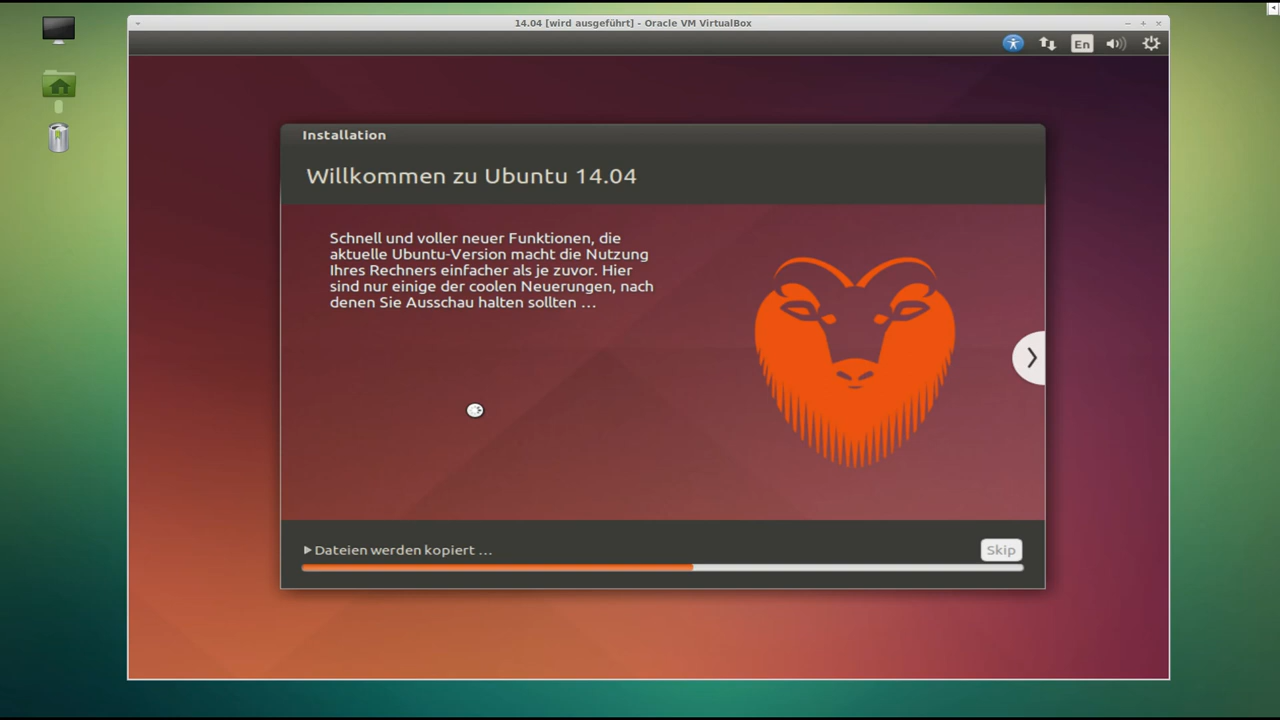 14.04 [wird ausgeführt] - Oracle VM VirtualBox
En
Installation
Willkommen zu Ubuntu 14.04
Schnell und voller neuer Funktionen, die
aktuelle Ubuntu-Version macht die Nutzung
Ihres Rechners einfacher als je zuvor. Hier
sind nur einige der coolen Neuerungen, nach
denen Sie Ausschau halten sollten …
Dateien werden kopiert …
Skip